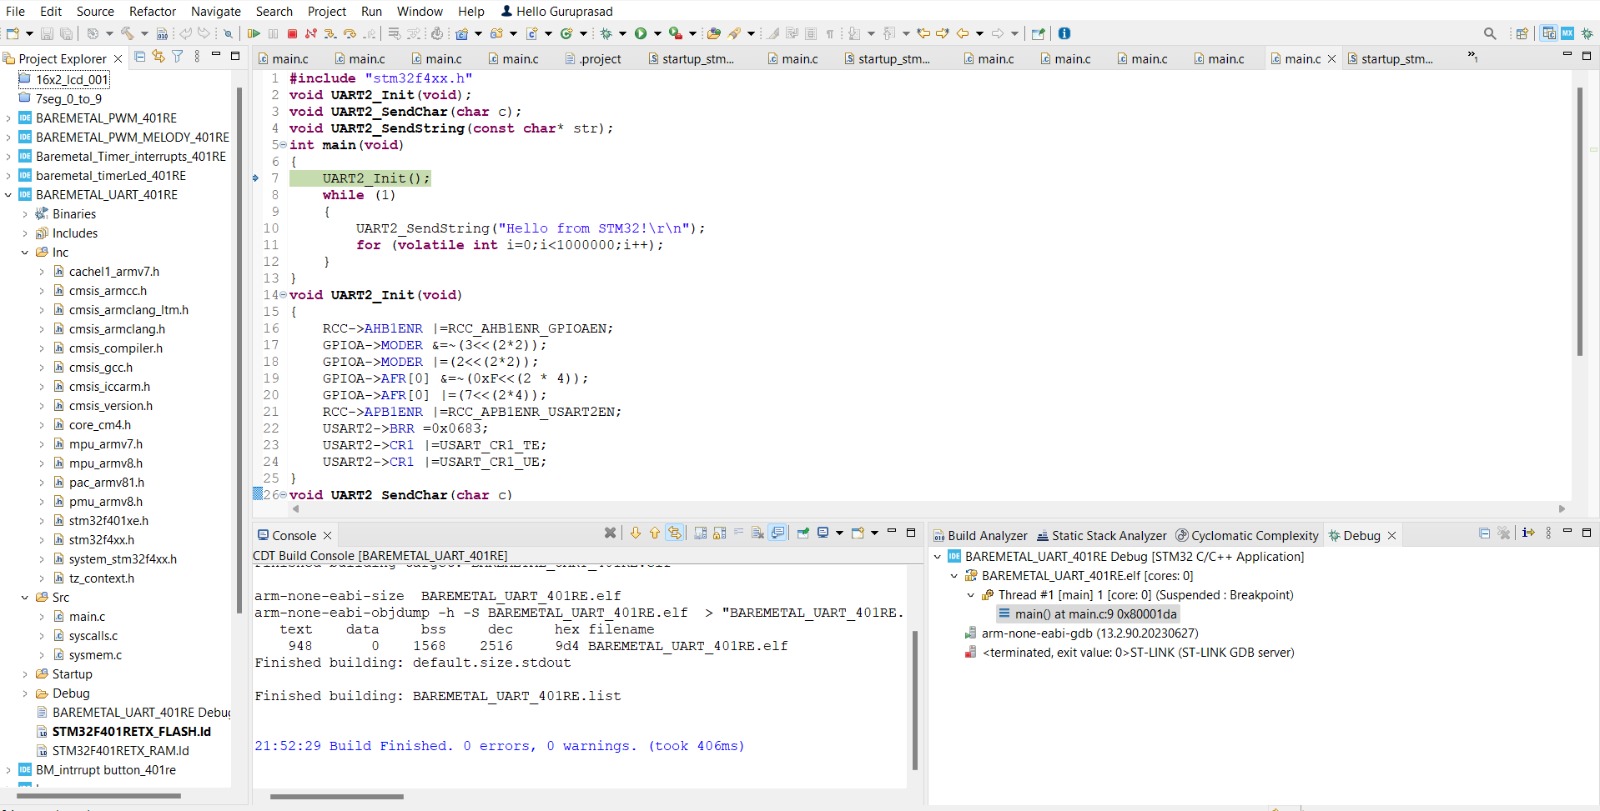 File Edit Source Refactor Navigate Search Project Run Window Help Hello Guruprasad
Project Explorer
16x2_lcd_001
7seg_0_to_9
BAREMETAL_PWM_401RE
BAREMETAL_PWM_MELODY_401RE
Baremetal_Timer_interrupts_401RE
baremetal_timerLed_401RE
BAREMETAL_UART_401RE
Binaries
Includes
Inc
cachel1_armv7.h
cmsis_armcc.h
cmsis_armclang_ltm.h
cmsis_armclang.h
cmsis_compiler.h
cmsis_gcc.h
cmsis_iccarm.h
cmsis_version.h
core_cm4.h
mpu_armv7.h
mpu_armv8.h
pac_armv81.h
pmu_armv8.h
stm32f401xe.h
stm32f4xx.h
system_stm32f4xx.h
tz_context.h
Src
main.c
syscalls.c
sysmem.c
Startup
Debug
BAREMETAL_UART_401RE Debu
STM32F401RETX_FLASH.ld
STM32F401RETX_RAM.ld
BM_intrrupt button_401re
main.c main.c main.c main.c .project startup_stm... main.c startup_stm... main.c main.c main.c main.c main.c startup_stm... »1
1 #include "stm32f4xx.h"
2 void UART2_Init(void);
3 void UART2_SendChar(char c);
4 void UART2_SendString(const char* str);
5 int main(void)
6 {
7 UART2_Init();
8 while (1)
9 {
10 UART2_SendString("Hello from STM32!\r\n");
11 for (volatile int i=0;i<1000000;i++);
12 }
13 }
14 void UART2_Init(void)
15 {
16 RCC->AHB1ENR |=RCC_AHB1ENR_GPIOAEN;
17 GPIOA->MODER &=~(3<<(2*2));
18 GPIOA->MODER |=(2<<(2*2));
19 GPIOA->AFR[0] &=~(0xF<<(2 * 4));
20 GPIOA->AFR[0] |=(7<<(2*4));
21 RCC->APB1ENR |=RCC_APB1ENR_USART2EN;
22 USART2->BRR =0x0683;
23 USART2->CR1 |=USART_CR1_TE;
24 USART2->CR1 |=USART_CR1_UE;
25 }
26 void UART2_SendChar(char c)
Console
CDT Build Console [BAREMETAL_UART_401RE]
Finished building target: BAREMETAL_UART_401RE.elf
arm-none-eabi-size BAREMETAL_UART_401RE.elf
arm-none-eabi-objdump -h -S BAREMETAL_UART_401RE.elf > "BAREMETAL_UART_401RE.
text data bss dec hex filename
948 0 1568 2516 9d4 BAREMETAL_UART_401RE.elf
Finished building: default.size.stdout
Finished building: BAREMETAL_UART_401RE.list
21:52:29 Build Finished. 0 errors, 0 warnings. (took 406ms)
Build Analyzer Static Stack Analyzer Cyclomatic Complexity Debug
BAREMETAL_UART_401RE Debug [STM32 C/C++ Application]
BAREMETAL_UART_401RE.elf [cores: 0]
Thread #1 [main] 1 [core: 0] (Suspended : Breakpoint)
main() at main.c:9 0x80001da
arm-none-eabi-gdb (13.2.90.20230627)
<terminated, exit value: 0>ST-LINK (ST-LINK GDB server)